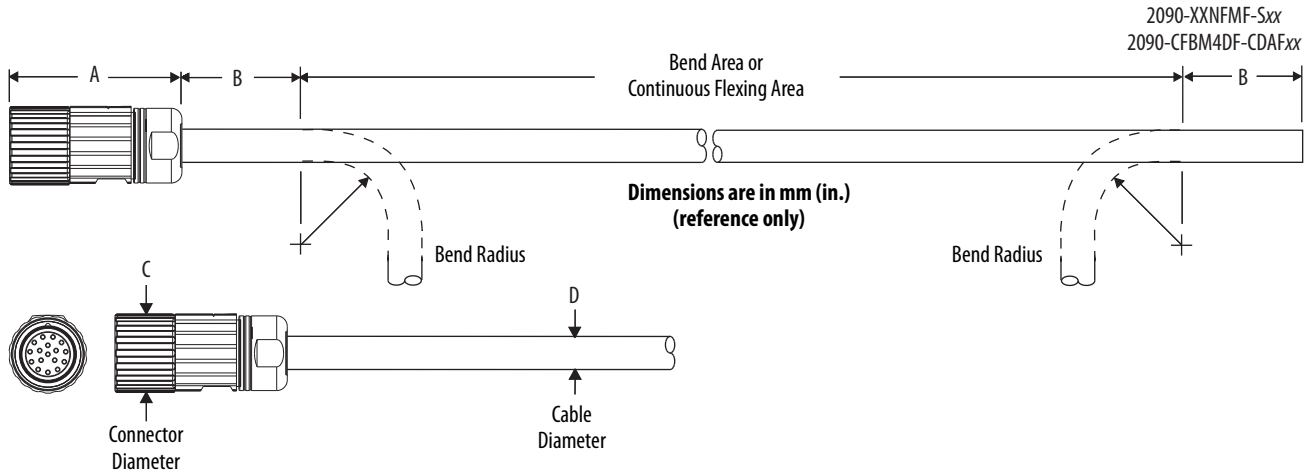 2090-XXNFMF-Sxx
2090-CFBM4DF-CDAFxx
A
B
Bend Area or
Continuous Flexing Area
B
Dimensions are in mm (in.)
(reference only)
Bend Radius
Bend Radius
C
D
Connector
Diameter
Cable
Diameter